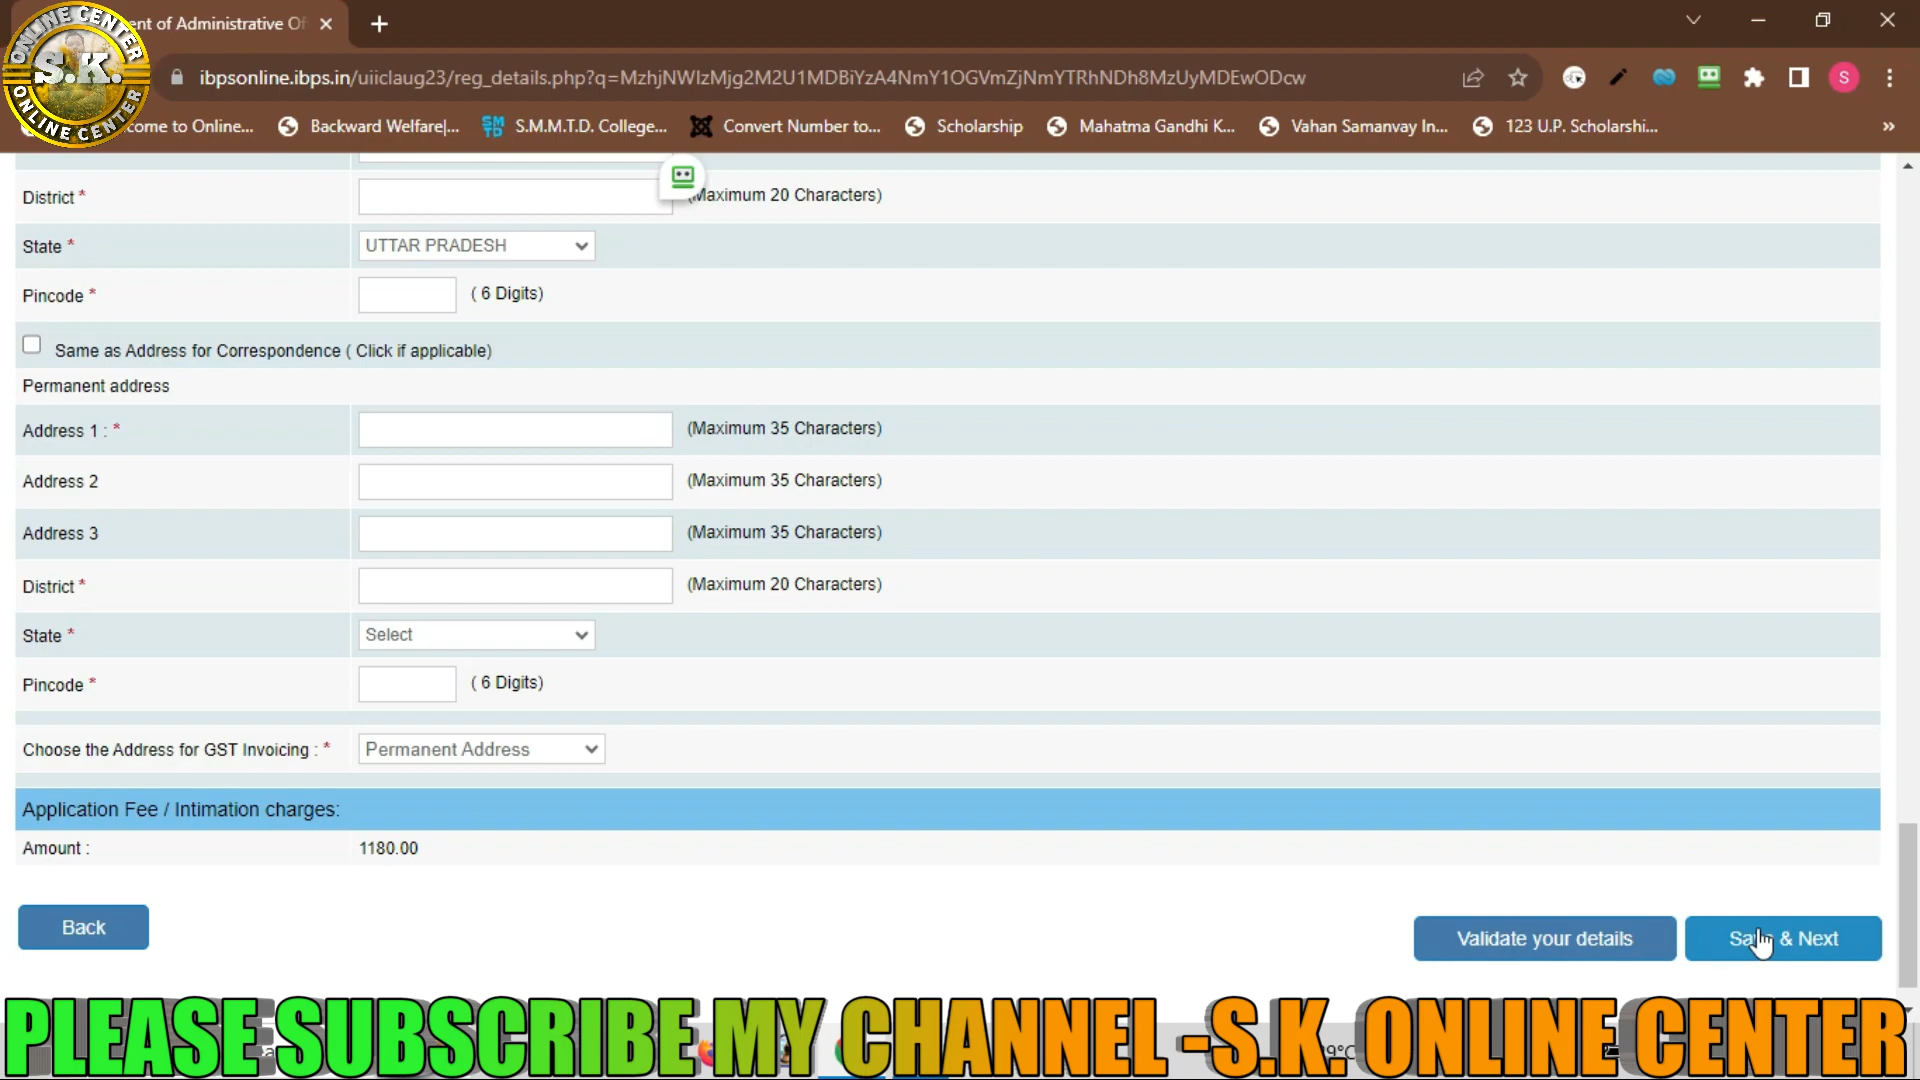 ent of Administrative Of
ibpsonline.ibps.in/uiiclaug23/reg_details.php?q=MzhjNWIzMjg2M2U1MDBiYzA4NmY1OGVmZjNmYTRhNDh8MzUyMDEwODcw
S
ONLINE CENTER
S.K.
ONLINE CENTER
come to Online... Backward Welfare|... SMTD S.M.M.T.D. College... Convert Number to... Scholarship Mahatma Gandhi K... Vahan Samanvay In... 123 U.P. Scholarshi... »
District * (Maximum 20 Characters)
State * UTTAR PRADESH
Pincode * ( 6 Digits)
Same as Address for Correspondence ( Click if applicable)
Permanent address
Address 1 : * (Maximum 35 Characters)
Address 2 (Maximum 35 Characters)
Address 3 (Maximum 35 Characters)
District * (Maximum 20 Characters)
State * Select
Pincode * ( 6 Digits)
Choose the Address for GST Invoicing : * Permanent Address
Application Fee / Intimation charges:
Amount : 1180.00
Back Validate your details Save & Next
PLEASE SUBSCRIBE MY CHANNEL -S.K. ONLINE CENTER